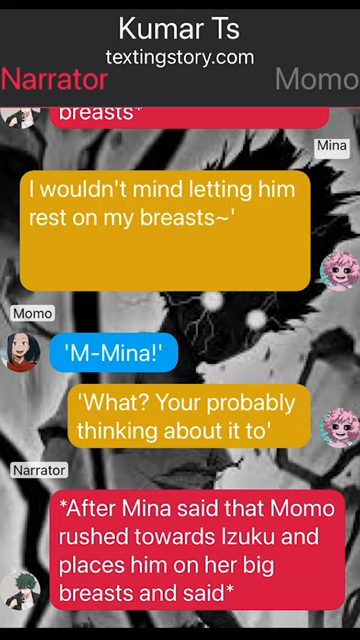 Kumar Ts
textingstory.com
Narrator
Momo
breasts*
Mina
I wouldn't mind letting him
rest on my breasts~'
Momo
'M-Mina!'
'What? Your probably
thinking about it to'
Narrator
*After Mina said that Momo
rushed towards Izuku and
places him on her big
breasts and said*